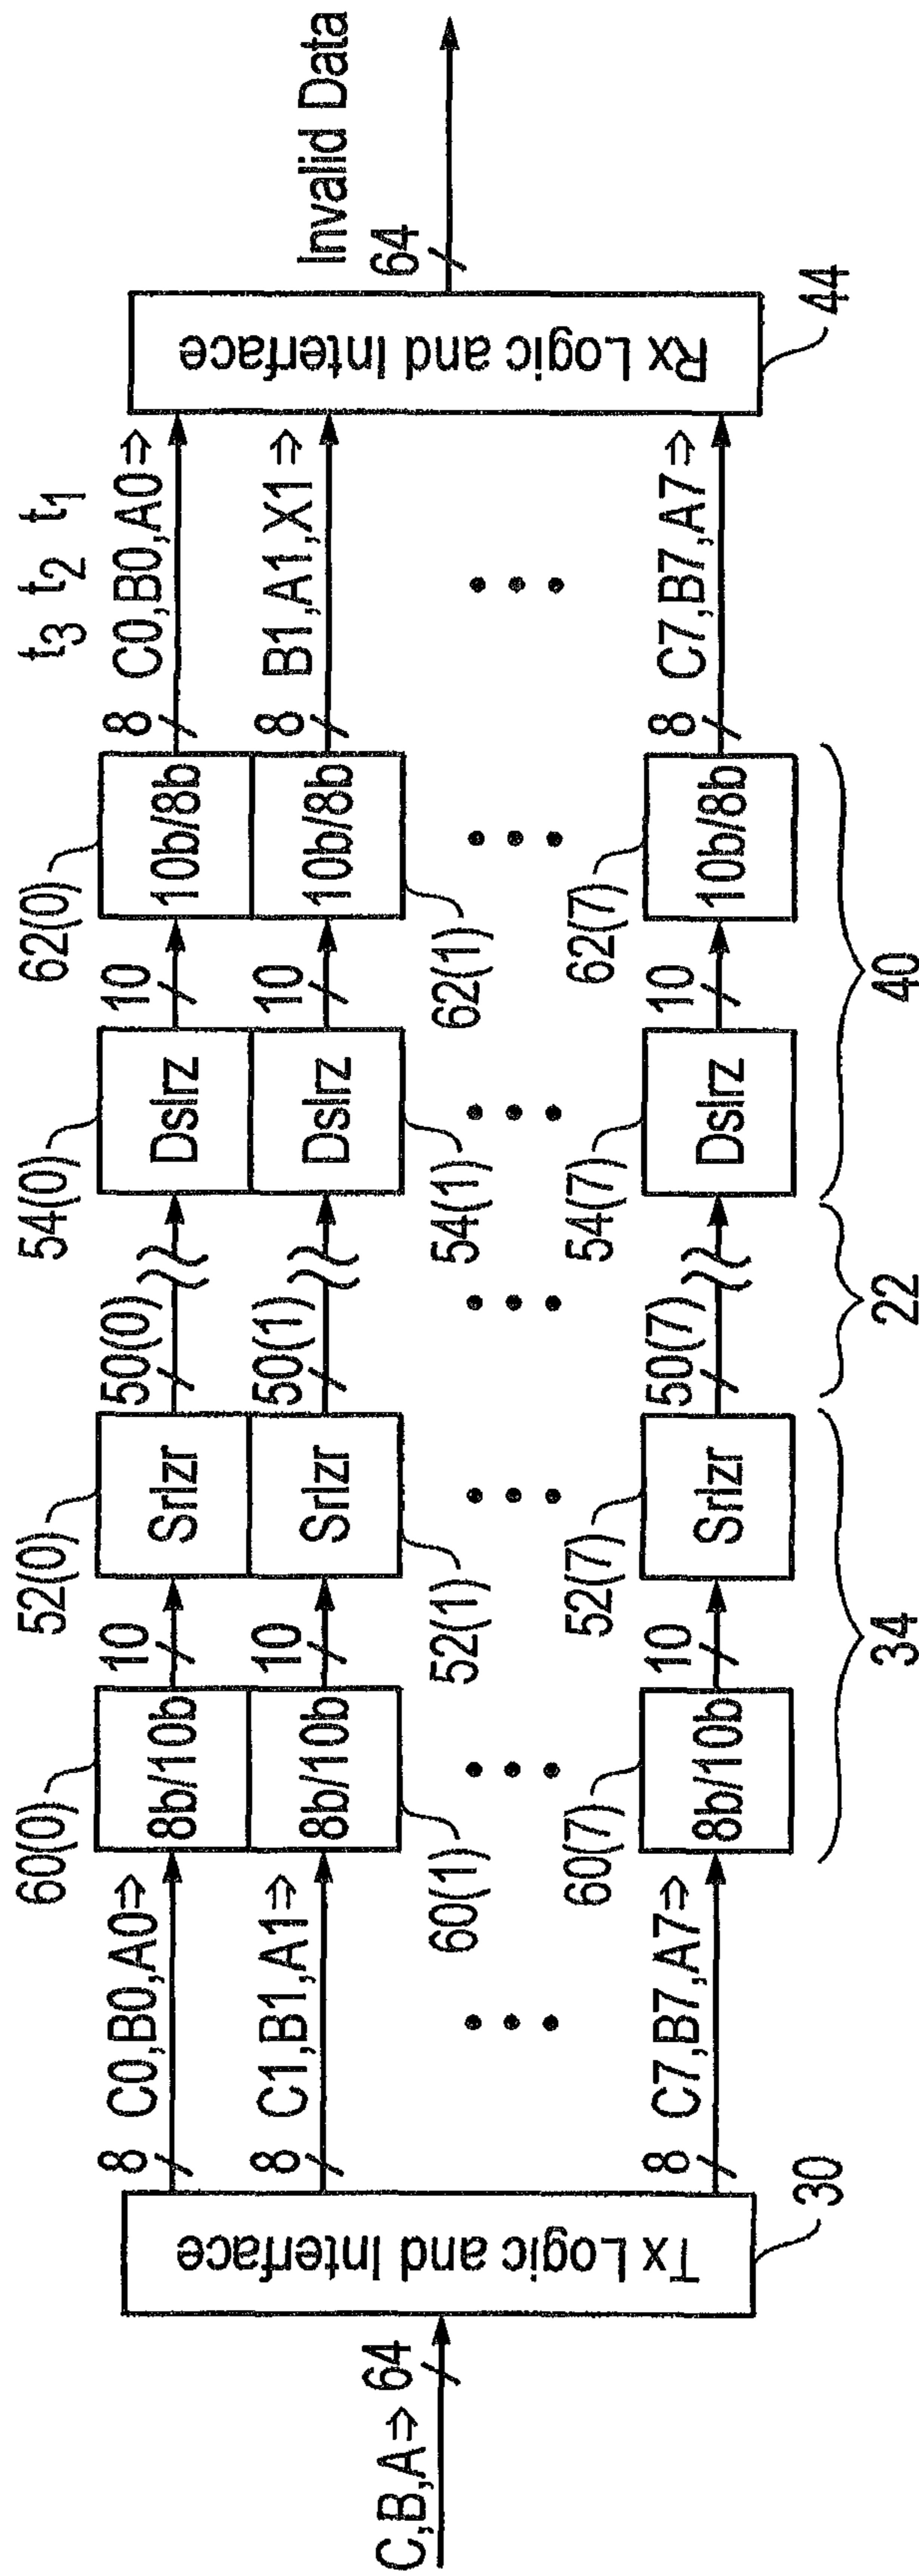 C,B,A⇒ 64
Tx Logic and Interface
30
8 C0,B0,A0⇒
8 C1,B1,A1⇒
8 C7,B7,A7⇒
60(0)
8b/10b
8b/10b
60(1)
60(7)
8b/10b
10
10
10
34
52(0)
Srlzr
Srlzr
52(1)
52(7)
Srlzr
50(0)
50(1)
50(7)
22
54(0)
Dslrz
Dslrz
54(1)
54(7)
Dslrz
10
10
10
40
62(0)
10b/8b
10b/8b
62(1)
62(7)
10b/8b
t3 t2 t1
8 C0,B0,A0⇒
8 B1,A1,X1⇒
8 C7,B7,A7⇒
Rx Logic and Interface
44
Invalid Data
64